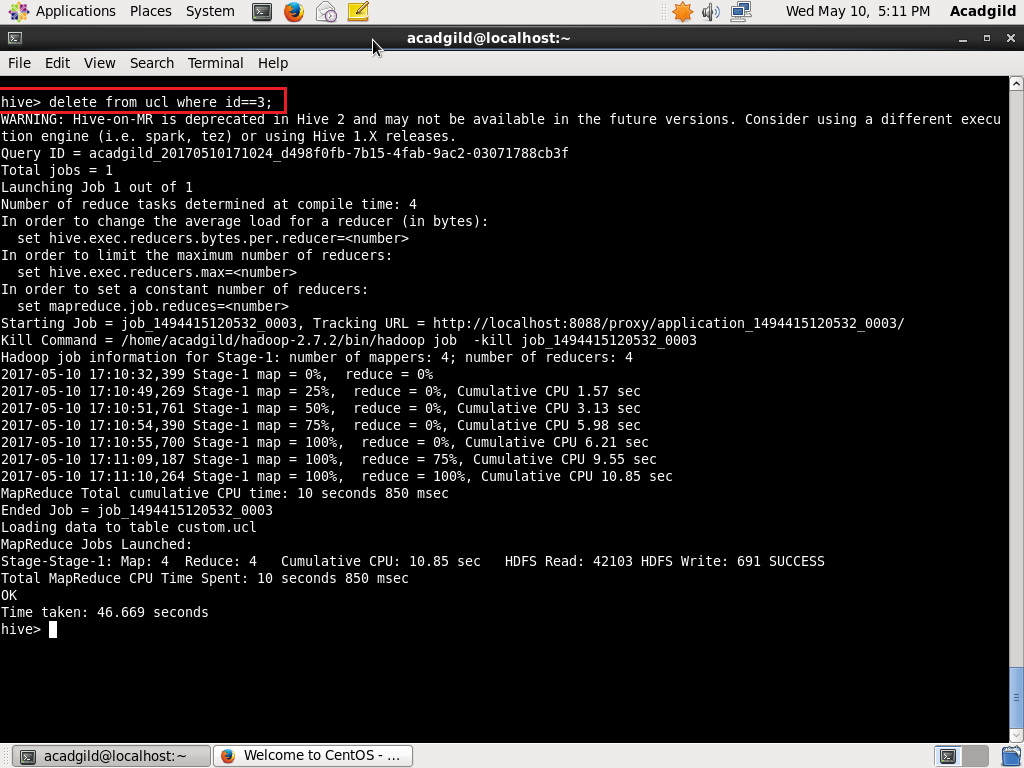 Applications Places System Wed May 10, 5:11 PM Acadgild
acadgild@localhost:~
File Edit View Search Terminal Help
hive> delete from ucl where id==3;
WARNING: Hive-on-MR is deprecated in Hive 2 and may not be available in the future versions. Consider using a different execu
tion engine (i.e. spark, tez) or using Hive 1.X releases.
Query ID = acadgild_20170510171024_d498f0fb-7b15-4fab-9ac2-03071788cb3f
Total jobs = 1
Launching Job 1 out of 1
Number of reduce tasks determined at compile time: 4
In order to change the average load for a reducer (in bytes):
  set hive.exec.reducers.bytes.per.reducer=<number>
In order to limit the maximum number of reducers:
  set hive.exec.reducers.max=<number>
In order to set a constant number of reducers:
  set mapreduce.job.reduces=<number>
Starting Job = job_1494415120532_0003, Tracking URL = http://localhost:8088/proxy/application_1494415120532_0003/
Kill Command = /home/acadgild/hadoop-2.7.2/bin/hadoop job  -kill job_1494415120532_0003
Hadoop job information for Stage-1: number of mappers: 4; number of reducers: 4
2017-05-10 17:10:32,399 Stage-1 map = 0%,  reduce = 0%
2017-05-10 17:10:49,269 Stage-1 map = 25%,  reduce = 0%, Cumulative CPU 1.57 sec
2017-05-10 17:10:51,761 Stage-1 map = 50%,  reduce = 0%, Cumulative CPU 3.13 sec
2017-05-10 17:10:54,390 Stage-1 map = 75%,  reduce = 0%, Cumulative CPU 5.98 sec
2017-05-10 17:10:55,700 Stage-1 map = 100%,  reduce = 0%, Cumulative CPU 6.21 sec
2017-05-10 17:11:09,187 Stage-1 map = 100%,  reduce = 75%, Cumulative CPU 9.55 sec
2017-05-10 17:11:10,264 Stage-1 map = 100%,  reduce = 100%, Cumulative CPU 10.85 sec
MapReduce Total cumulative CPU time: 10 seconds 850 msec
Ended Job = job_1494415120532_0003
Loading data to table custom.ucl
MapReduce Jobs Launched:
Stage-Stage-1: Map: 4  Reduce: 4   Cumulative CPU: 10.85 sec   HDFS Read: 42103 HDFS Write: 691 SUCCESS
Total MapReduce CPU Time Spent: 10 seconds 850 msec
OK
Time taken: 46.669 seconds
hive>
acadgild@localhost:~ Welcome to CentOS - ...